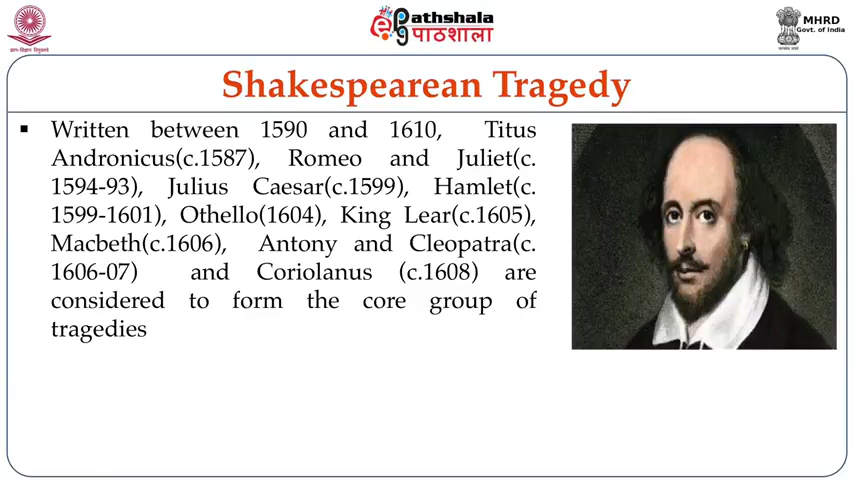 ज्ञान-विज्ञान विमुक्तये
e Pathshala
पाठशाला
MHRD
Govt. of India
Shakespearean Tragedy
▪ Written between 1590 and 1610, Titus
Andronicus(c.1587), Romeo and Juliet(c.
1594-93), Julius Caesar(c.1599), Hamlet(c.
1599-1601), Othello(1604), King Lear(c.1605),
Macbeth(c.1606), Antony and Cleopatra(c.
1606-07) and Coriolanus (c.1608) are
considered to form the core group of
tragedies